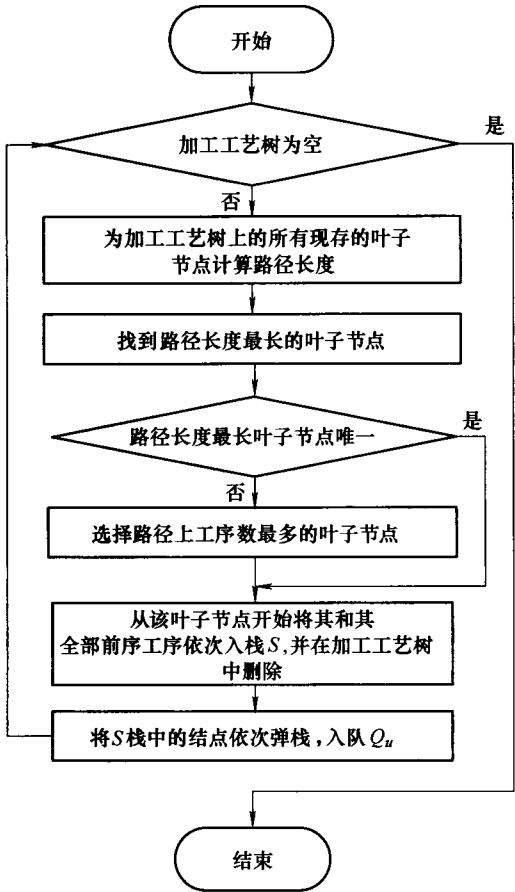 开始
加工工艺树为空
是
否
为加工工艺树上的所有现存的叶子
节点计算路径长度
找到路径长度最长的叶子节点
路径长度最长叶子节点唯一
是
否
选择路径上工序数最多的叶子节点
从该叶子节点开始将其和其
全部前序工序依次入栈S,并在加工工艺树
中删除
将S栈中的结点依次弹栈,入队Qu
结束